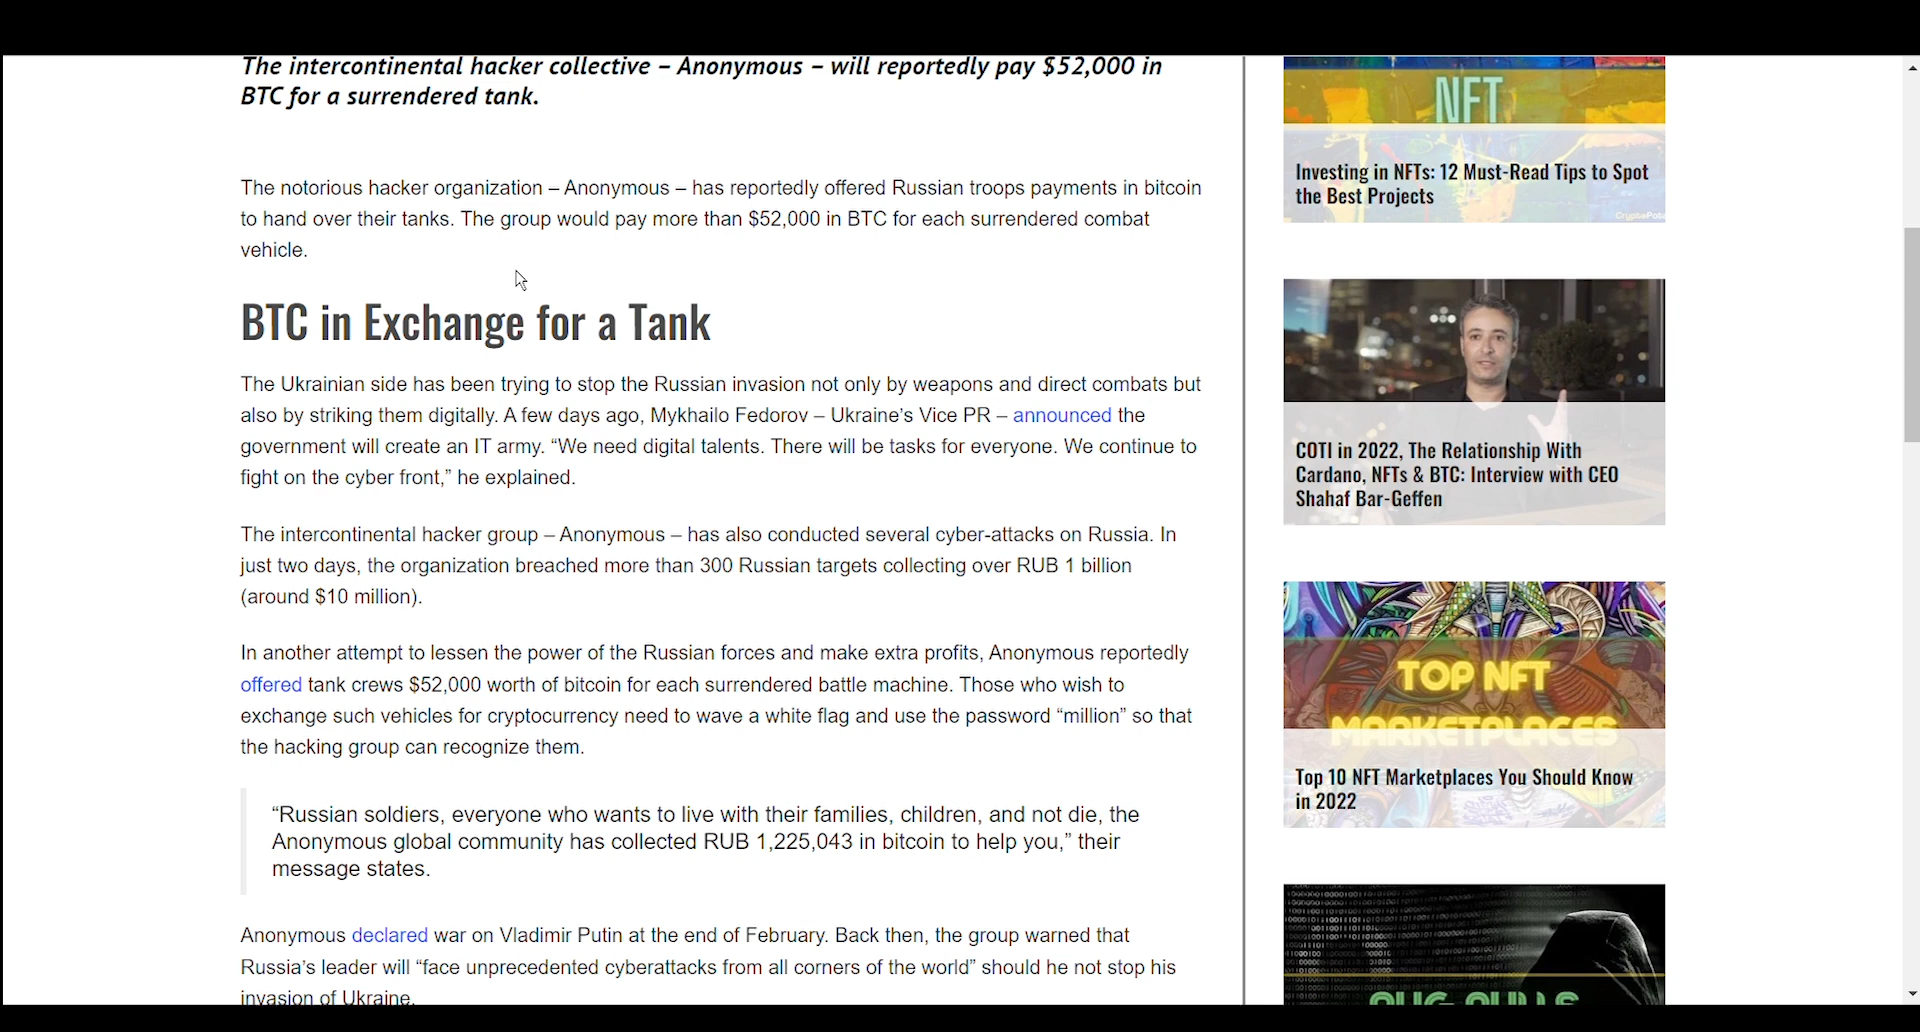 The intercontinental hacker collective – Anonymous – will reportedly pay $52,000 in
BTC for a surrendered tank.
The notorious hacker organization – Anonymous – has reportedly offered Russian troops payments in bitcoin
to hand over their tanks. The group would pay more than $52,000 in BTC for each surrendered combat
vehicle.
BTC in Exchange for a Tank
The Ukrainian side has been trying to stop the Russian invasion not only by weapons and direct combats but
also by striking them digitally. A few days ago, Mykhailo Fedorov – Ukraine’s Vice PR – announced the
government will create an IT army. “We need digital talents. There will be tasks for everyone. We continue to
fight on the cyber front,” he explained.
The intercontinental hacker group – Anonymous – has also conducted several cyber-attacks on Russia. In
just two days, the organization breached more than 300 Russian targets collecting over RUB 1 billion
(around $10 million).
In another attempt to lessen the power of the Russian forces and make extra profits, Anonymous reportedly
offered tank crews $52,000 worth of bitcoin for each surrendered battle machine. Those who wish to
exchange such vehicles for cryptocurrency need to wave a white flag and use the password “million” so that
the hacking group can recognize them.
“Russian soldiers, everyone who wants to live with their families, children, and not die, the
Anonymous global community has collected RUB 1,225,043 in bitcoin to help you,” their
message states.
Anonymous declared war on Vladimir Putin at the end of February. Back then, the group warned that
Russia’s leader will “face unprecedented cyberattacks from all corners of the world” should he not stop his
invasion of Ukraine.
NFT
Investing in NFTs: 12 Must-Read Tips to Spot
the Best Projects
COTI in 2022, The Relationship With
Cardano, NFTs & BTC: Interview with CEO
Shahaf Bar-Geffen
TOP NFT
MARKETPLACES
Top 10 NFT Marketplaces You Should Know
in 2022
RUG PULLS